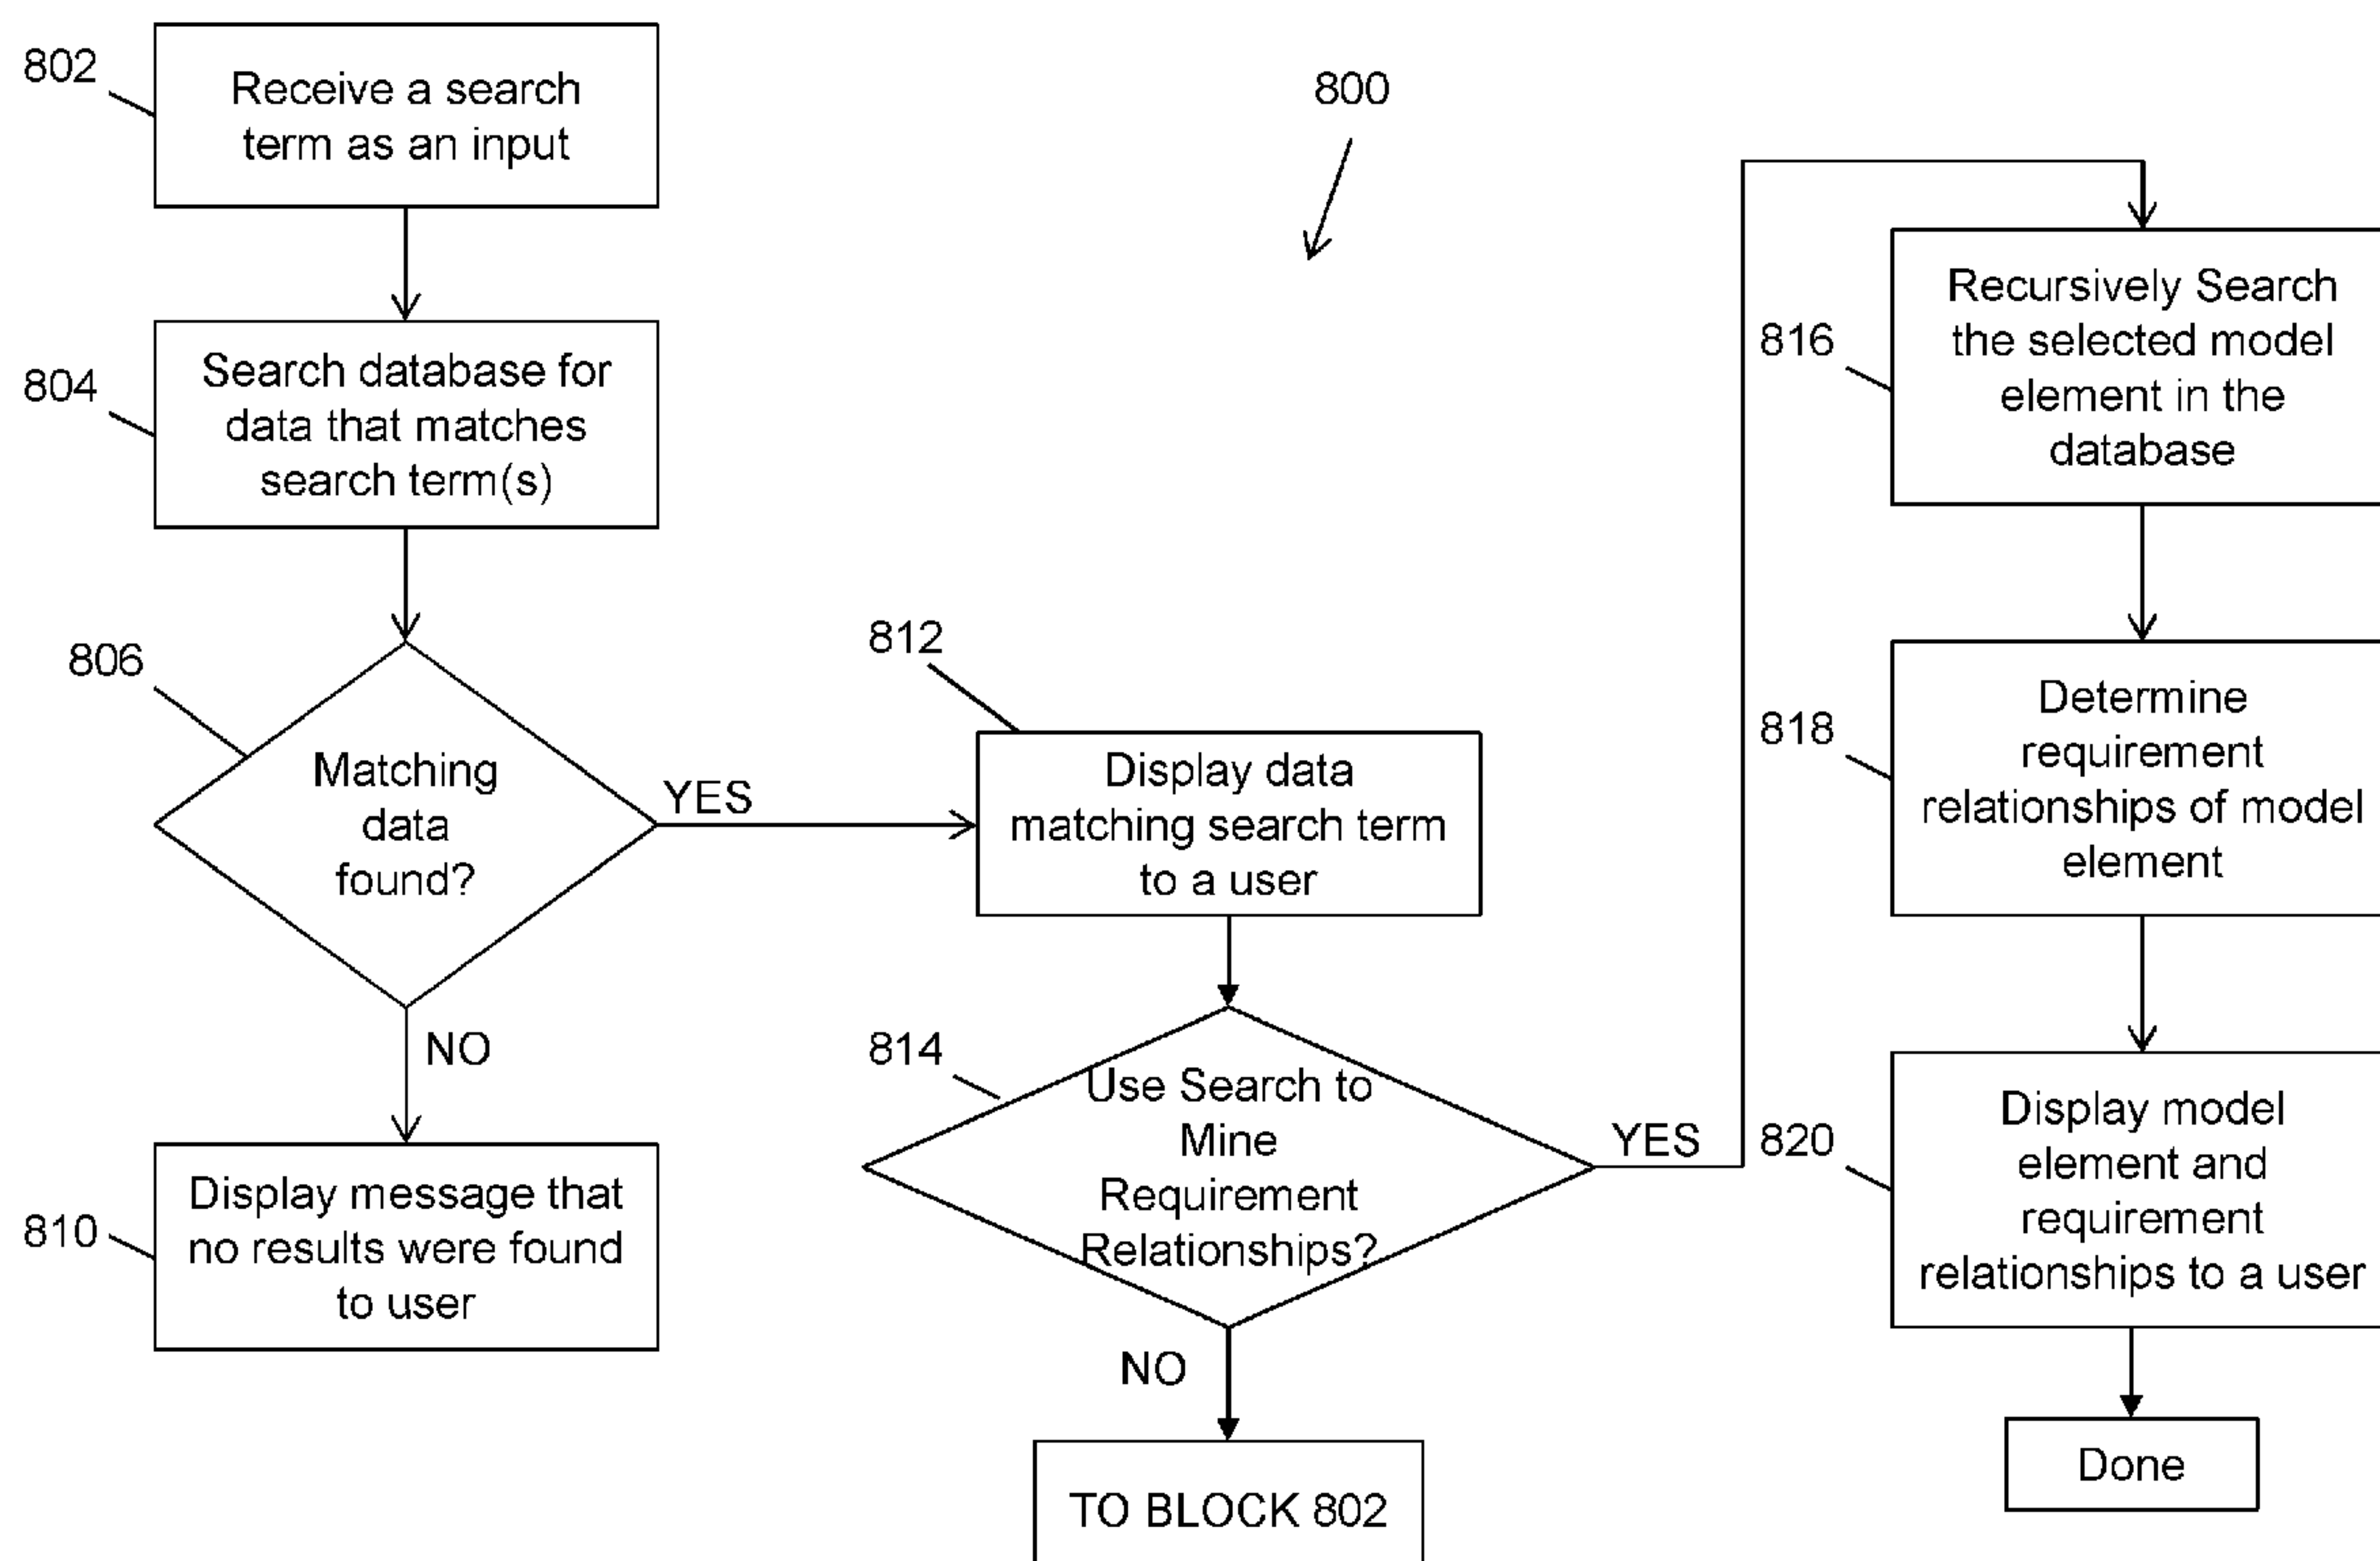 802
Receive a search
term as an input
804
Search database for
data that matches
search term(s)
806
Matching
data
found?
YES
NO
810
Display message that
no results were found
to user
800
812
Display data
matching search term
to a user
814
Use Search to
Mine
Requirement
Relationships?
YES
NO
TO BLOCK 802
816
Recursively Search
the selected model
element in the
database
818
Determine
requirement
relationships of model
element
820
Display model
element and
requirement
relationships to a user
Done